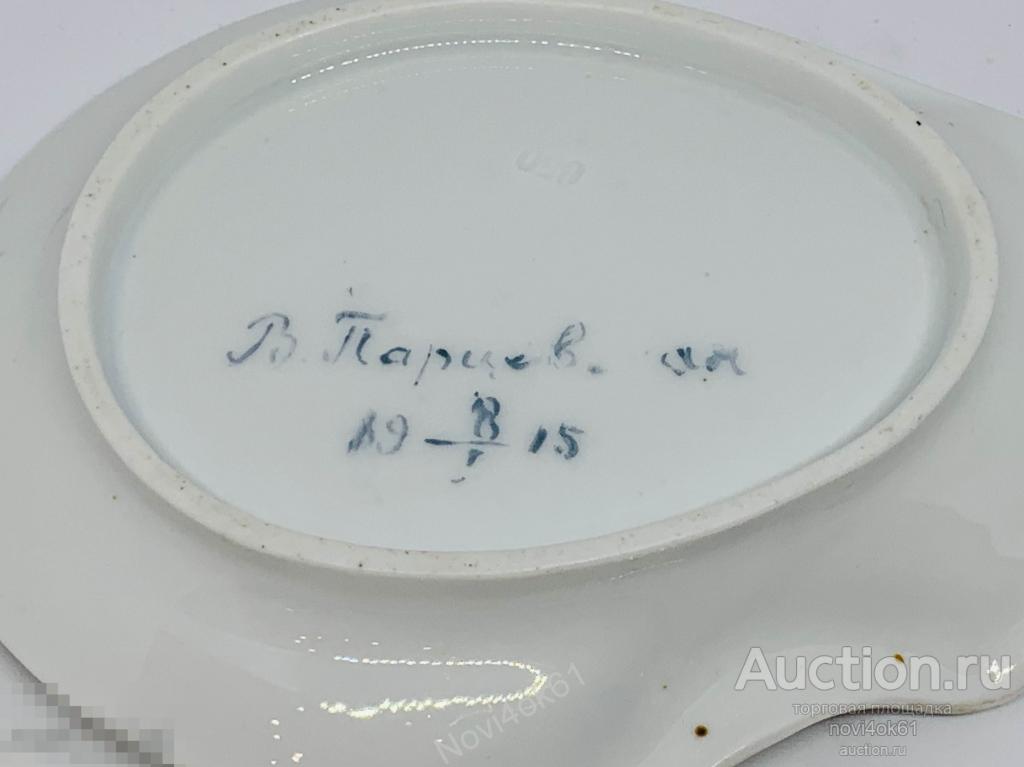 В. Парцев.
19 8/I 15
Novi4ok61
Auction.ru
торговая площадка
novi4ok61
auction.ru